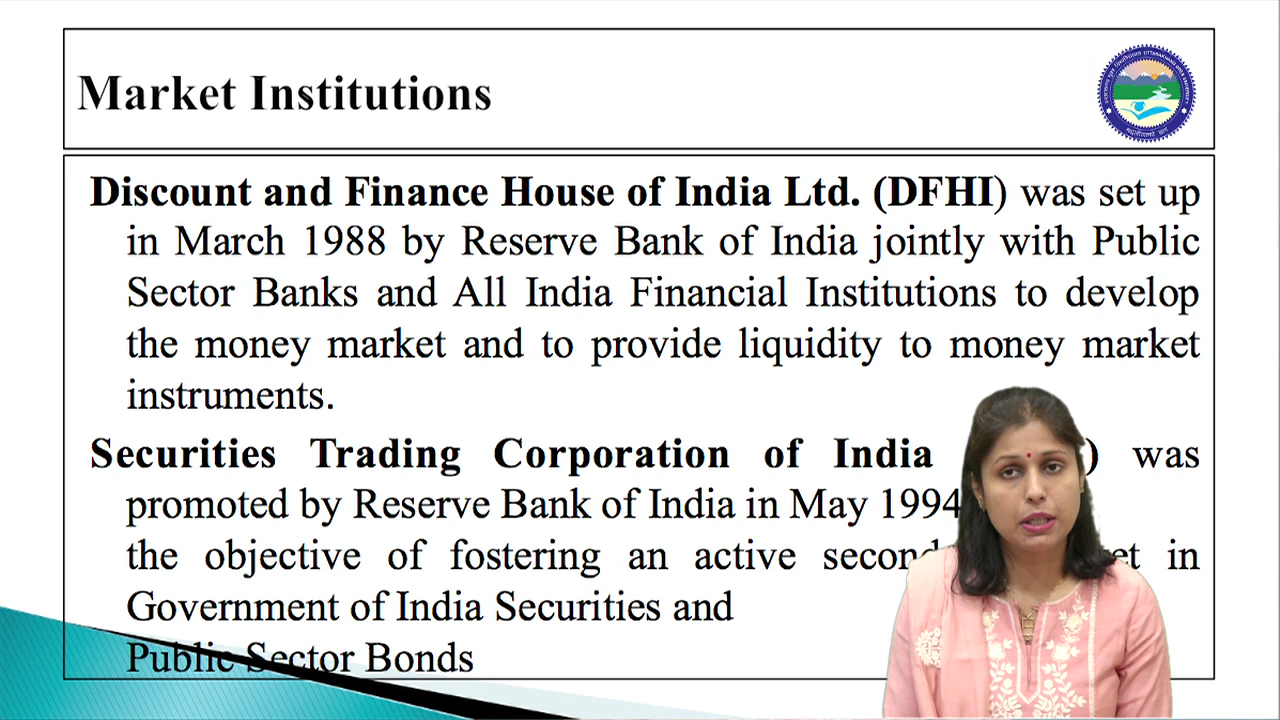 Market Institutions
Discount and Finance House of India Ltd. (DFHI) was set up
in March 1988 by Reserve Bank of India jointly with Public
Sector Banks and All India Financial Institutions to develop
the money market and to provide liquidity to money market
instruments.
Securities Trading Corporation of India ) was
promoted by Reserve Bank of India in May 1994
the objective of fostering an active in
Government of India Securities and
Public Sector Bonds